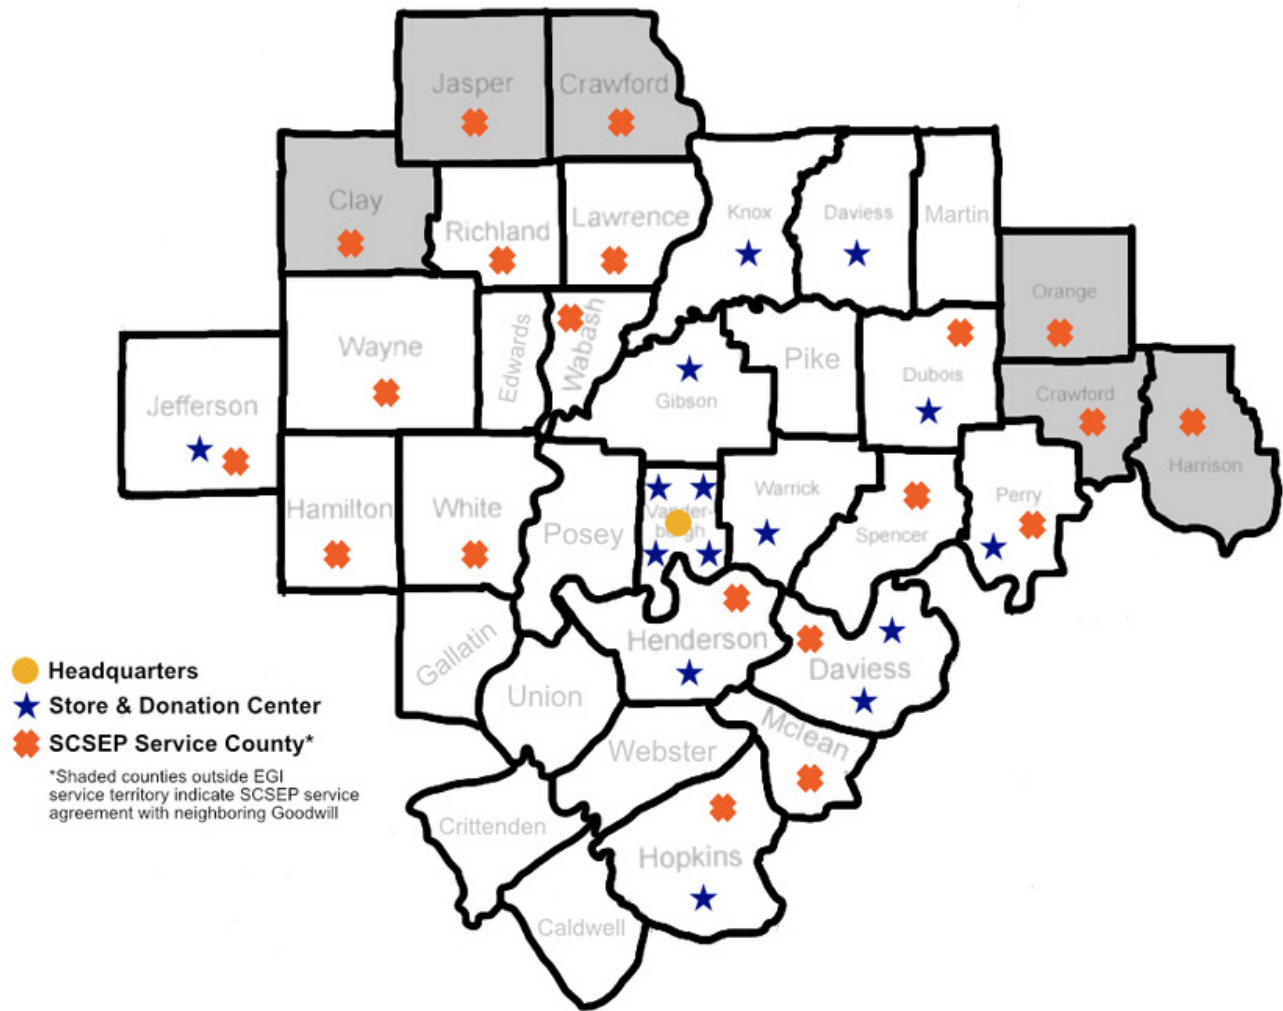 Jasper
Crawford
Clay
Richland
Lawrence
Knox
Daviess
Martin
Orange
Wayne
Edwards
Wabash
Gibson
Pike
Dubois
Crawford
Harrison
Jefferson
Hamilton
White
Posey
Vander-
burgh
Warrick
Spencer
Perry
Gallatin
Union
Henderson
Daviess
Webster
Mclean
Crittenden
Hopkins
Caldwell
Headquarters
Store & Donation Center
SCSEP Service County*
*Shaded counties outside EGI
service territory indicate SCSEP service
agreement with neighboring Goodwill